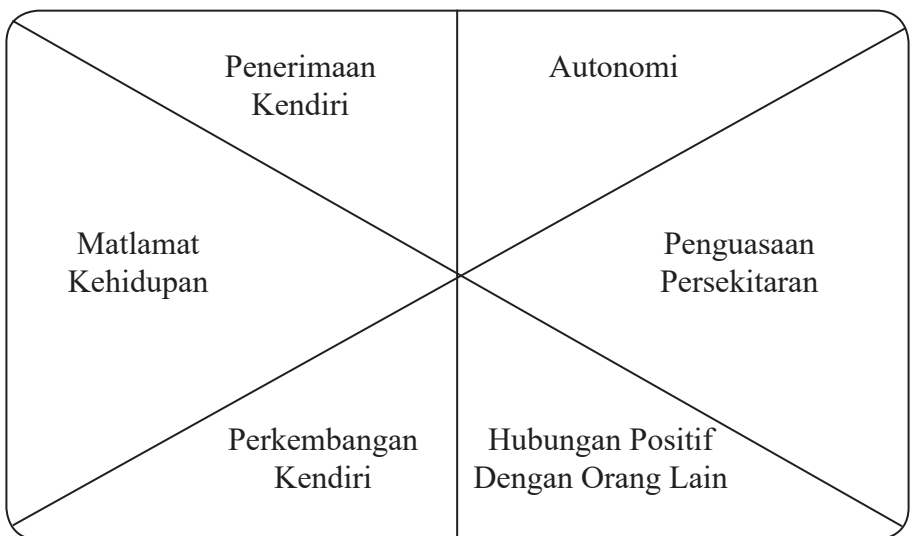 Penerimaan
Kendiri
Autonomi
Matlamat
Kehidupan
Penguasaan
Persekitaran
Perkembangan
Kendiri
Hubungan Positif
Dengan Orang Lain